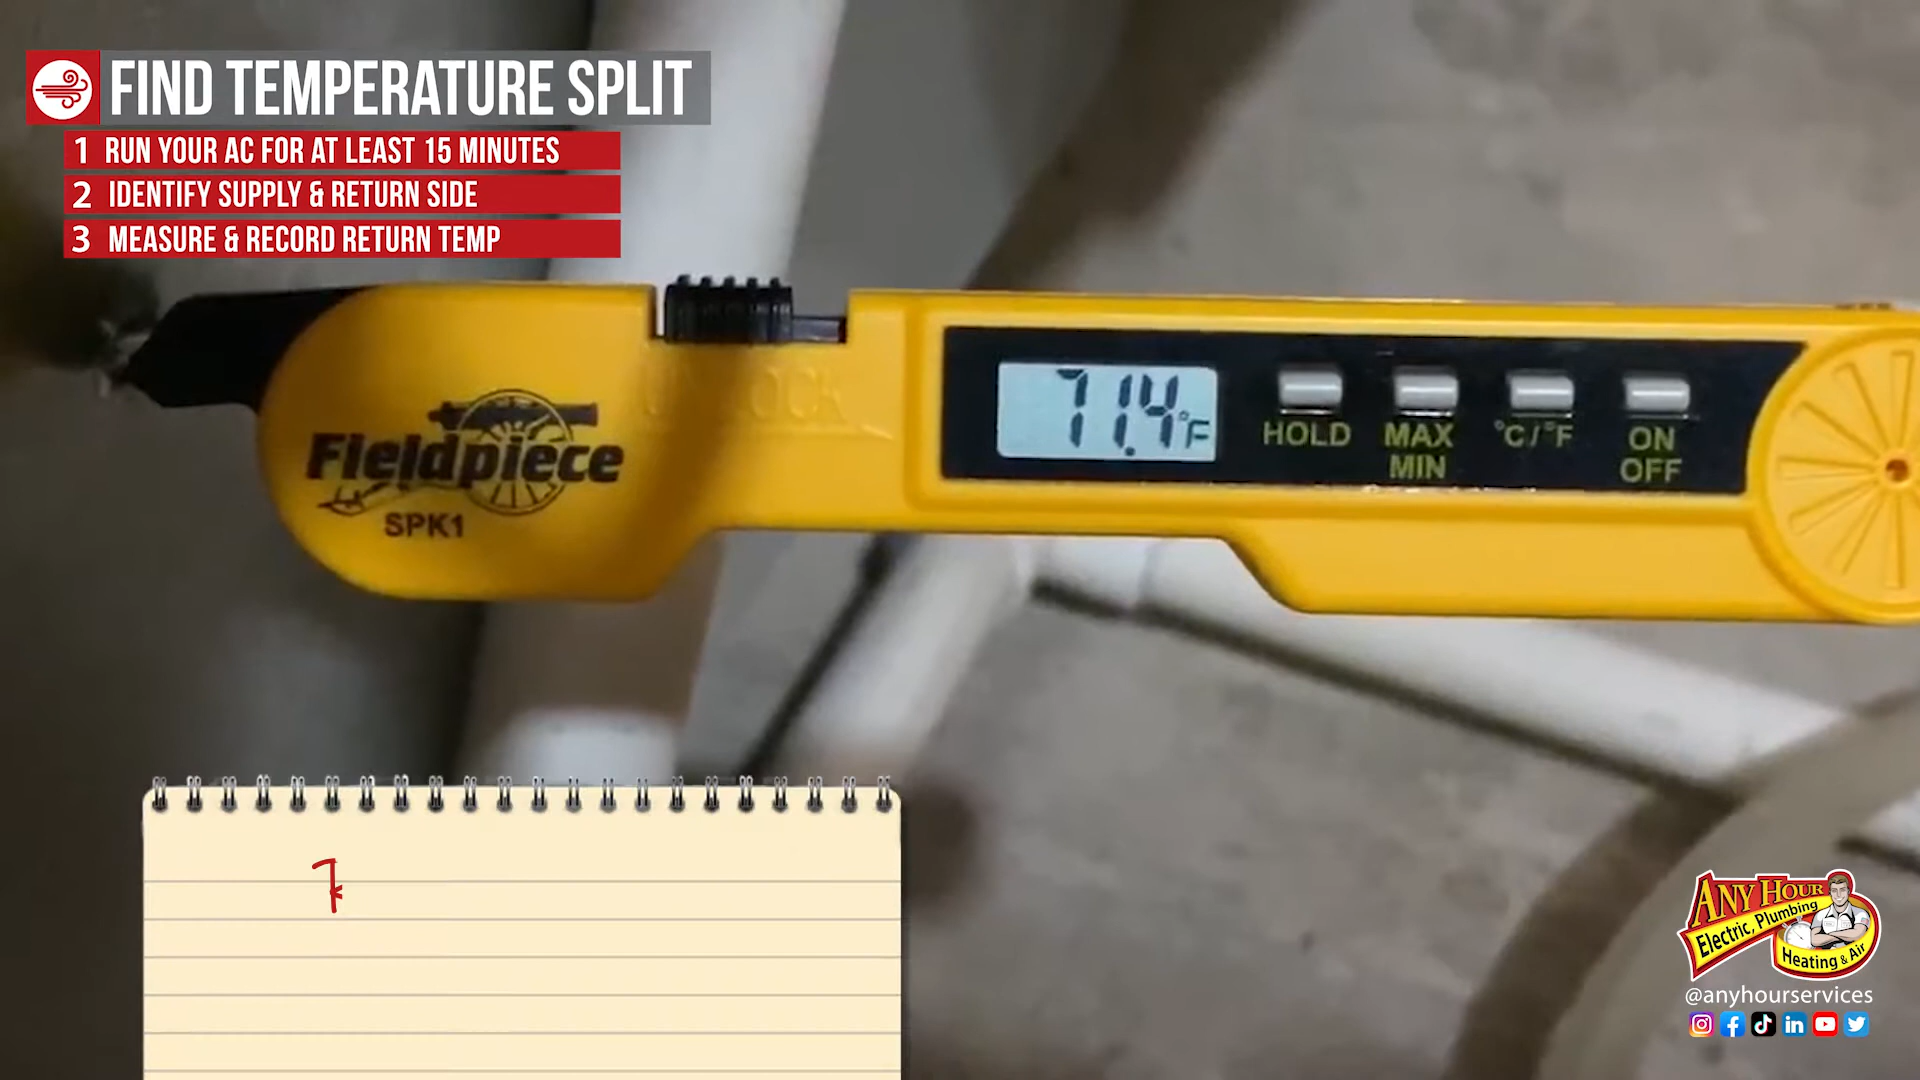 FIND TEMPERATURE SPLIT
1 RUN YOUR AC FOR AT LEAST 15 MINUTES
2 IDENTIFY SUPPLY & RETURN SIDE
3 MEASURE & RECORD RETURN TEMP
LOCK
71.4°F
HOLD
MAX
MIN
°C/°F
ON
OFF
Fieldpiece
SPK1
7
ANY HOUR
Electric, Plumbing
Heating & Air
@anyhourservices